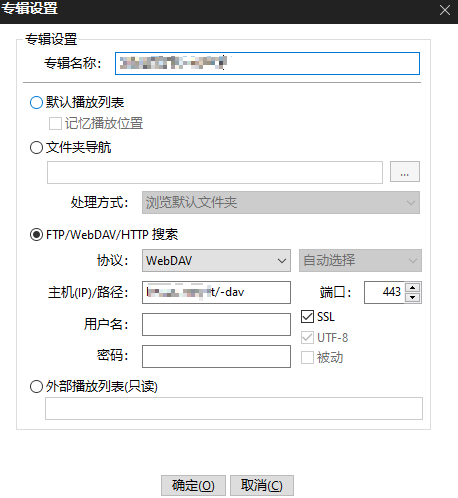 专辑设置
专辑设置
专辑名称:
默认播放列表
记忆播放位置
文件夹导航
...
处理方式: 浏览默认文件夹
FTP/WebDAV/HTTP 搜索
协议: WebDAV 自动选择
主机(IP)/路径: t/-dav 端口: 443
用户名: SSL
UTF-8
密码: 被动
外部播放列表(只读)
确定(O) 取消(C)